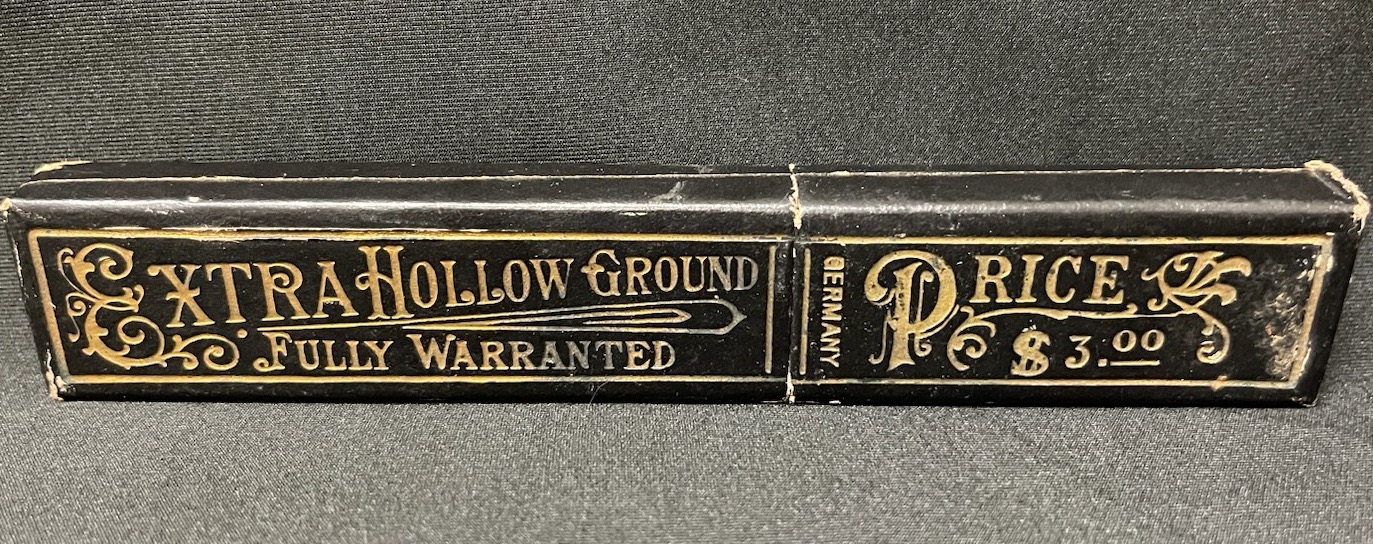 EXTRA HOLLOW GROUND
FULLY WARRANTED
GERMANY
PRICE
$ 3.00